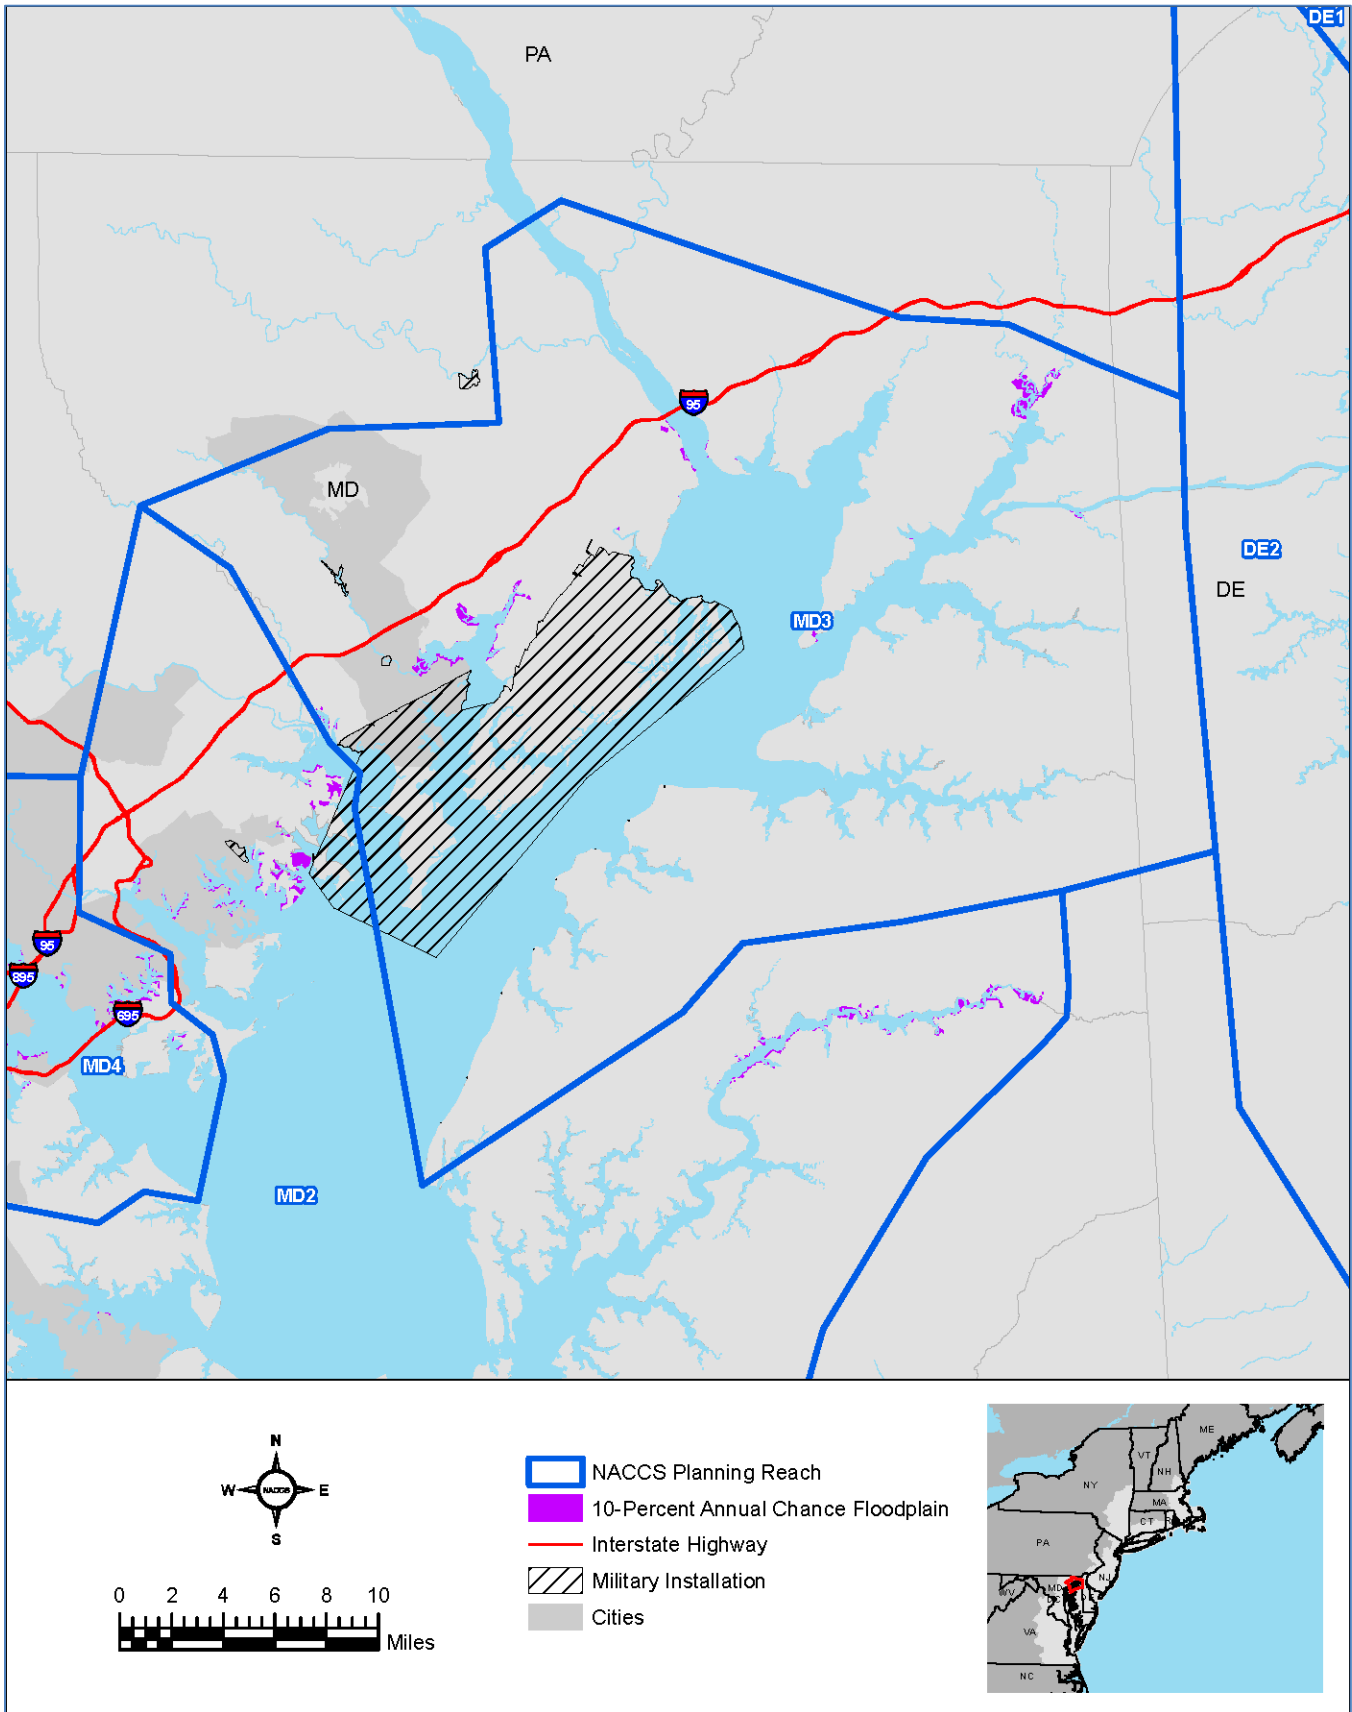 DE1
PA
95
MD
DE2
DE
MD3
95
895
695
MD4
MD2
N
W
NACCS
E
S
0 2 4 6 8 10
Miles
NACCS Planning Reach
10-Percent Annual Chance Floodplain
Interstate Highway
Military Installation
Cities
ME
VT
NH
NY
MA
CT
R
PA
NJ
MD
WV
VA
NC